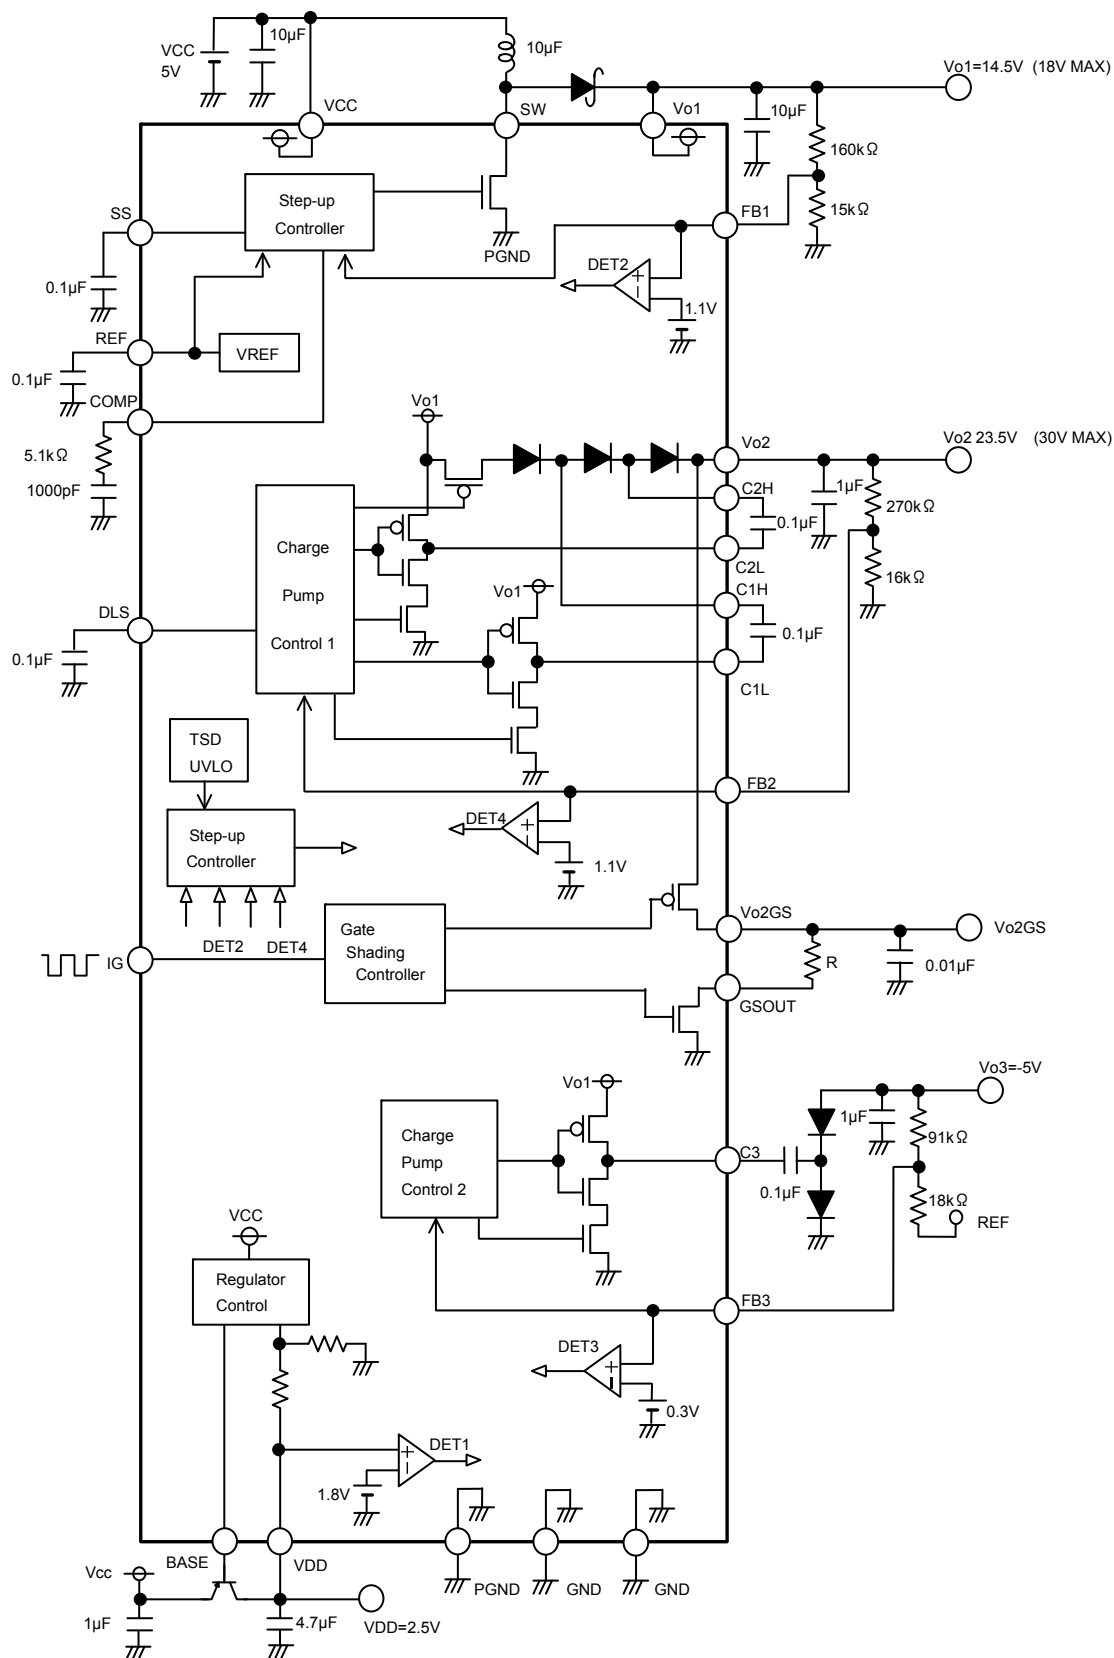 10µF
10µF
VCC
5V
Vo1=14.5V (18V MAX)
VCC
SW
Vo1
10µF
160kΩ
15kΩ
Step-up
Controller
SS
FB1
PGND
DET2
+
−
1.1V
0.1µF
REF
VREF
0.1µF
COMP
Vo1
5.1kΩ
1000pF
Vo2
Vo2 23.5V (30V MAX)
C2H
1µF
270kΩ
0.1µF
Charge
Pump
Control 1
C2L
16kΩ
Vo1
C1H
DLS
0.1µF
0.1µF
C1L
TSD
UVLO
FB2
DET4
+
−
Step-up
Controller
1.1V
Gate
Shading
Controller
Vo2GS
Vo2GS
DET2
DET4
IG
R
0.01µF
GSOUT
Vo3=-5V
Vo1
Charge
Pump
Control 2
1µF
91kΩ
C3
0.1µF
18kΩ
REF
VCC
Regulator
Control
FB3
DET3
+
−
0.3V
DET1
+
−
1.8V
BASE
VDD
Vcc
PGND
GND
GND
1µF
4.7µF
VDD=2.5V